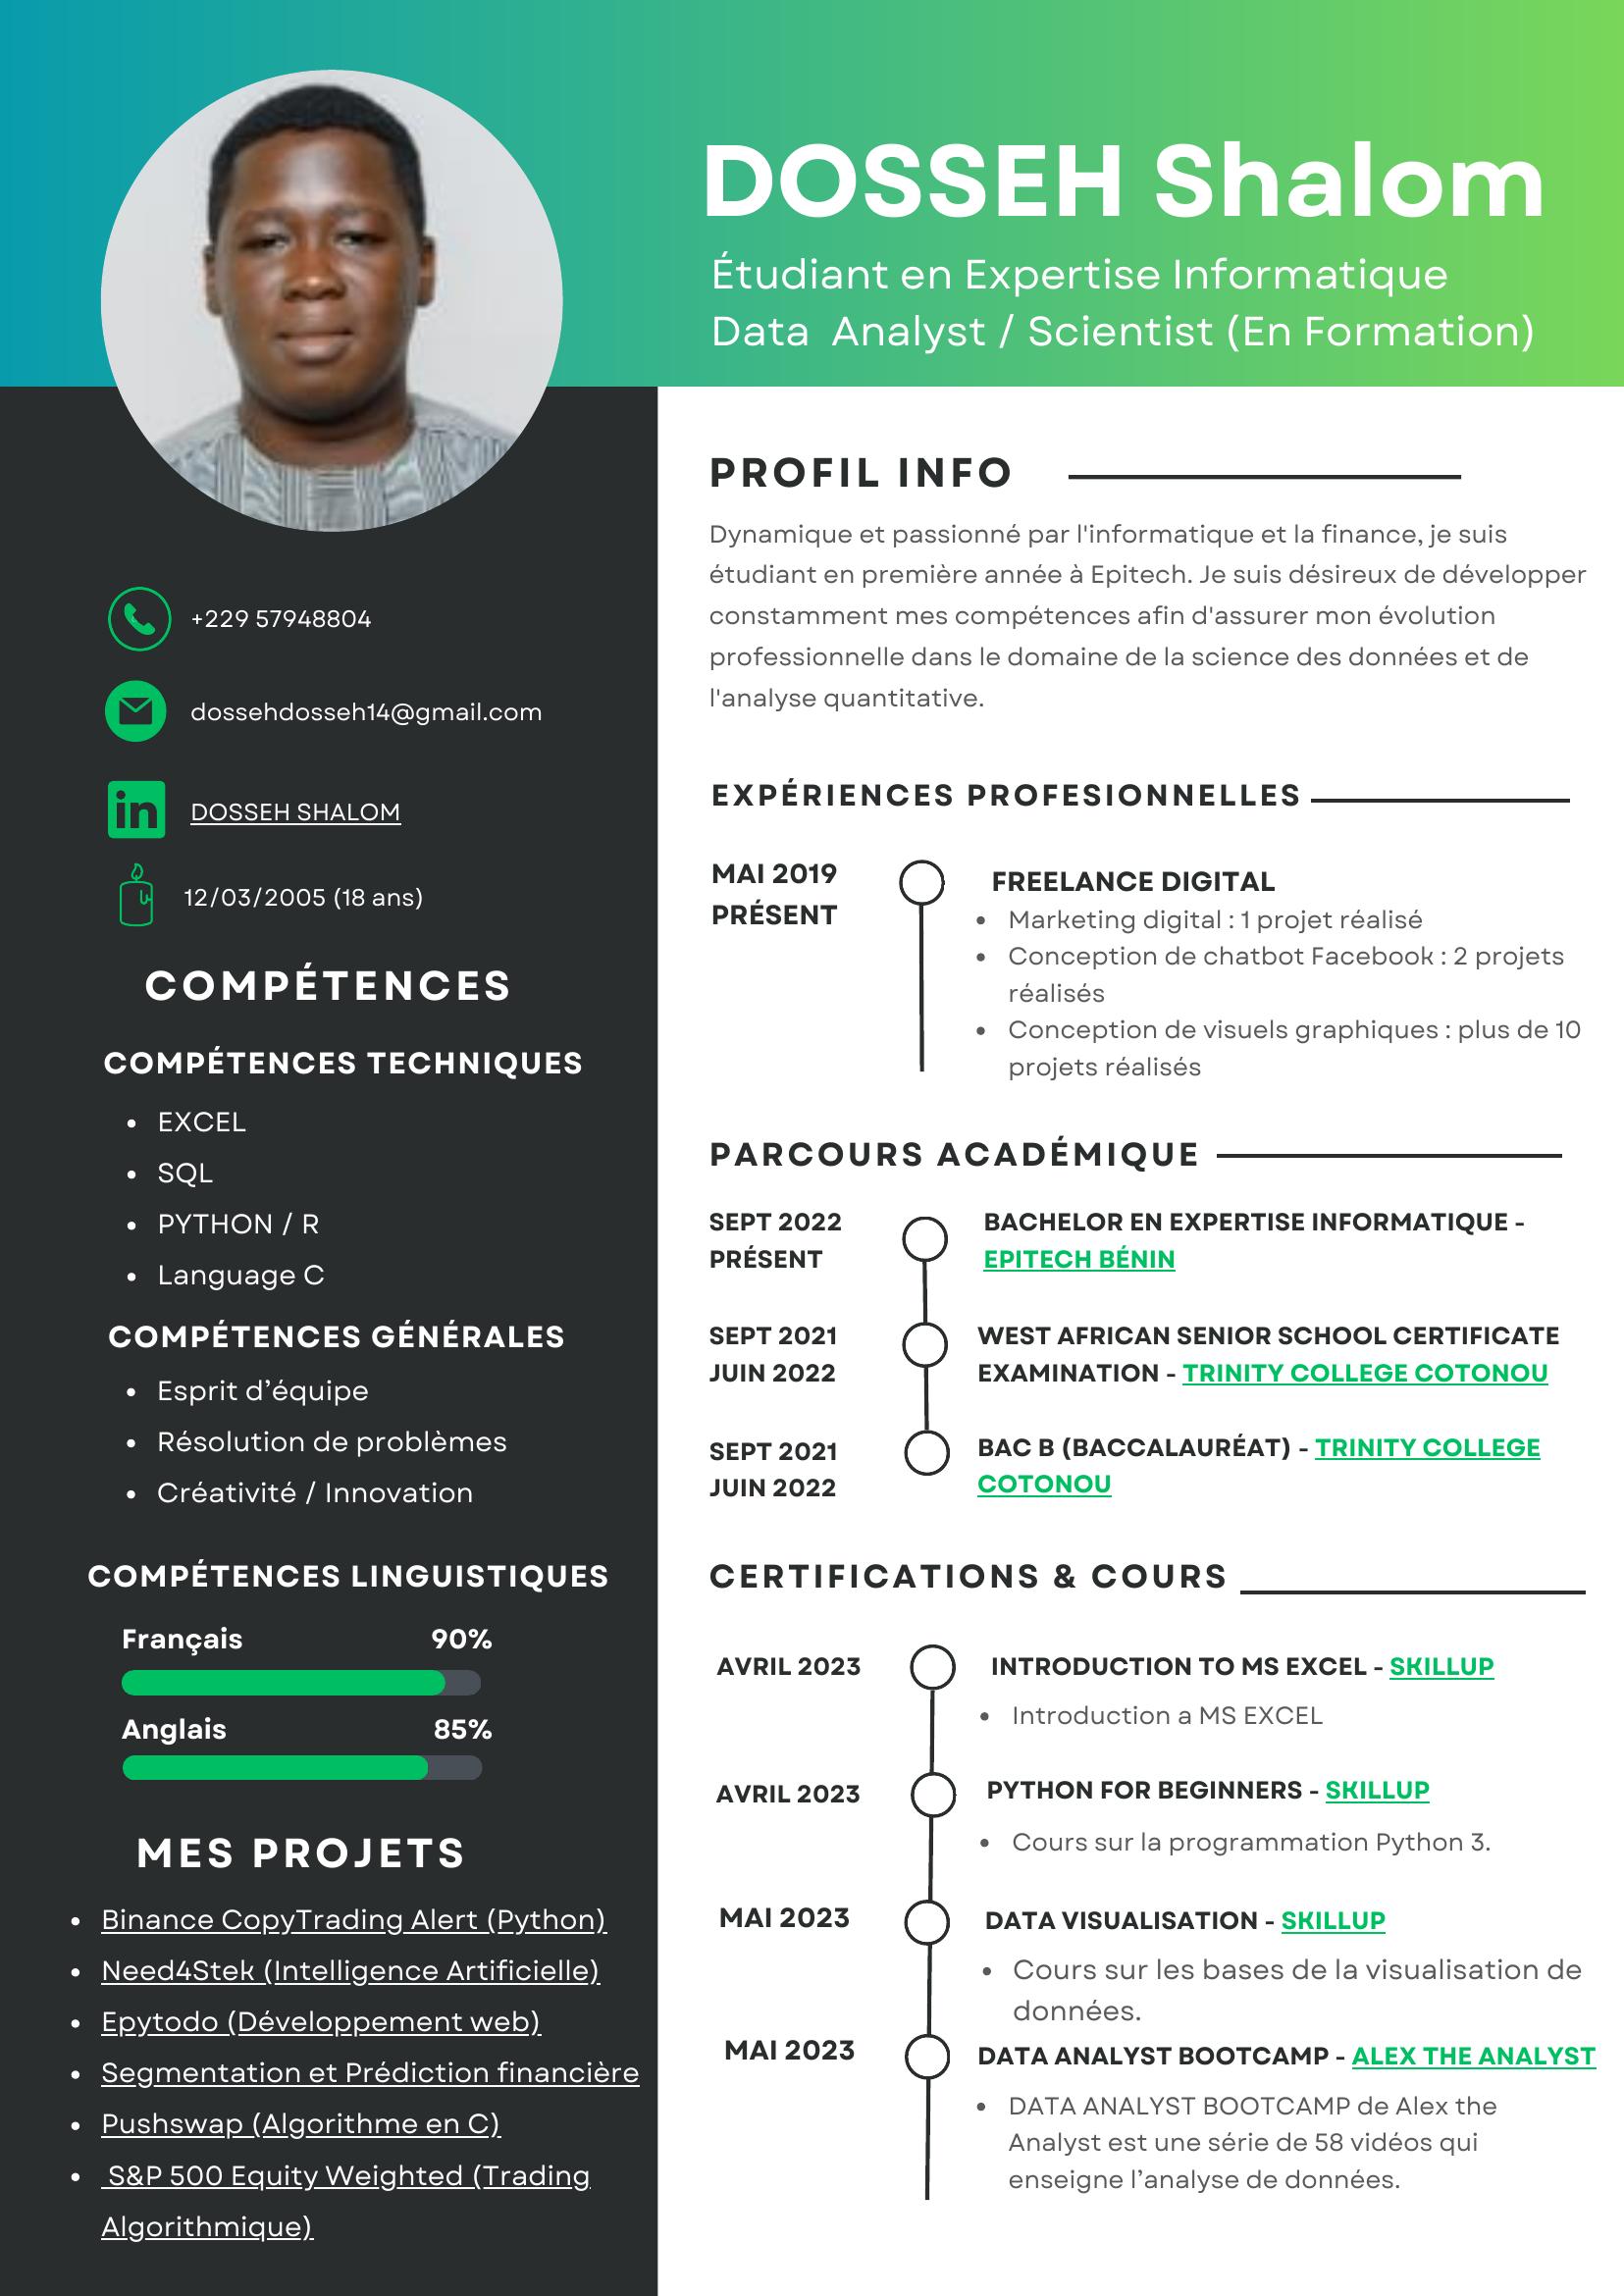 DOSSEH Shalom
Étudiant en Expertise Informatique
Data Analyst / Scientist (En Formation)
+229 57948804
dossehdosseh14@gmail.com
in
DOSSEH SHALOM
12/03/2005 (18 ans)
COMPÉTENCES
COMPÉTENCES TECHNIQUES
• EXCEL
• SQL
• PYTHON / R
• Language C
COMPÉTENCES GÉNÉRALES
• Esprit d’équipe
• Résolution de problèmes
• Créativité / Innovation
COMPÉTENCES LINGUISTIQUES
Français 90%
Anglais 85%
MES PROJETS
• Binance CopyTrading Alert (Python)
• Need4Stek (Intelligence Artificielle)
• Epytodo (Développement web)
• Segmentation et Prédiction financière
• Pushswap (Algorithme en C)
• S&P 500 Equity Weighted (Trading
Algorithmique)
PROFIL INFO
Dynamique et passionné par l'informatique et la finance, je suis
étudiant en première année à Epitech. Je suis désireux de développer
constamment mes compétences afin d'assurer mon évolution
professionnelle dans le domaine de la science des données et de
l'analyse quantitative.
EXPÉRIENCES PROFESIONNELLES
MAI 2019
PRÉSENT
FREELANCE DIGITAL
• Marketing digital : 1 projet réalisé
• Conception de chatbot Facebook : 2 projets
réalisés
• Conception de visuels graphiques : plus de 10
projets réalisés
PARCOURS ACADÉMIQUE
SEPT 2022
PRÉSENT
BACHELOR EN EXPERTISE INFORMATIQUE -
EPITECH BÉNIN
SEPT 2021
JUIN 2022
WEST AFRICAN SENIOR SCHOOL CERTIFICATE
EXAMINATION - TRINITY COLLEGE COTONOU
SEPT 2021
JUIN 2022
BAC B (BACCALAURÉAT) - TRINITY COLLEGE
COTONOU
CERTIFICATIONS & COURS
AVRIL 2023
INTRODUCTION TO MS EXCEL - SKILLUP
• Introduction a MS EXCEL
AVRIL 2023
PYTHON FOR BEGINNERS - SKILLUP
• Cours sur la programmation Python 3.
MAI 2023
DATA VISUALISATION - SKILLUP
• Cours sur les bases de la visualisation de
données.
MAI 2023
DATA ANALYST BOOTCAMP - ALEX THE ANALYST
• DATA ANALYST BOOTCAMP de Alex the
Analyst est une série de 58 vidéos qui
enseigne l’analyse de données.